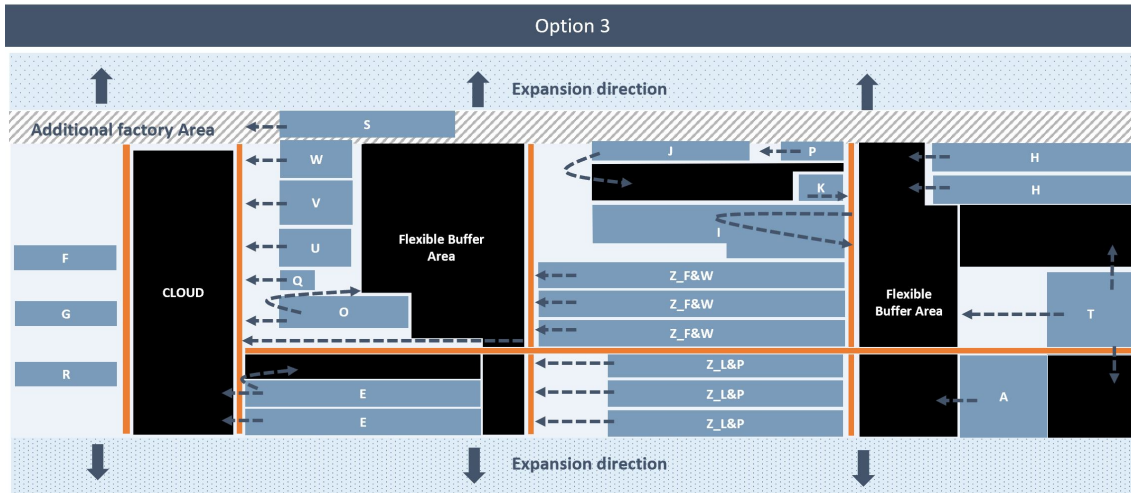 Option 3
Expansion direction
Additional factory Area
S
J
P
H
W
K
H
V
I
U
Flexible Buffer
Area
F
Q
Z_F&W
CLOUD
Z_F&W
Flexible
Buffer Area
G
O
T
Z_F&W
R
Z_L&P
E
Z_L&P
A
E
Z_L&P
Expansion direction